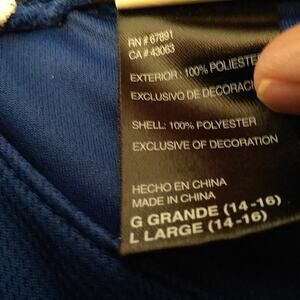 RN # 67891
CA # 43063
EXTERIOR: 100% POLIESTE
EXCLUSIVO DE DECORACI
SHELL: 100% POLYESTER
EXCLUSIVE OF DECORATION
HECHO EN CHINA
MADE IN CHINA
G GRANDE (14-16)
L LARGE (14-16)